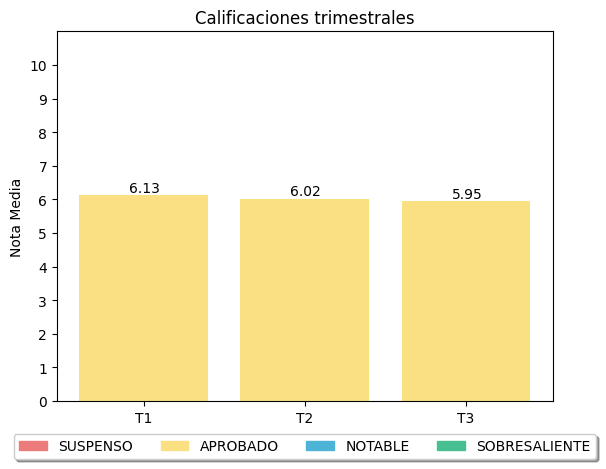 Calificaciones trimestrales
Nota Media
10
9
8
7
6
5
4
3
2
1
0
6.13
6.02
5.95
T1
T2
T3
SUSPENSO
APROBADO
NOTABLE
SOBRESALIENTE